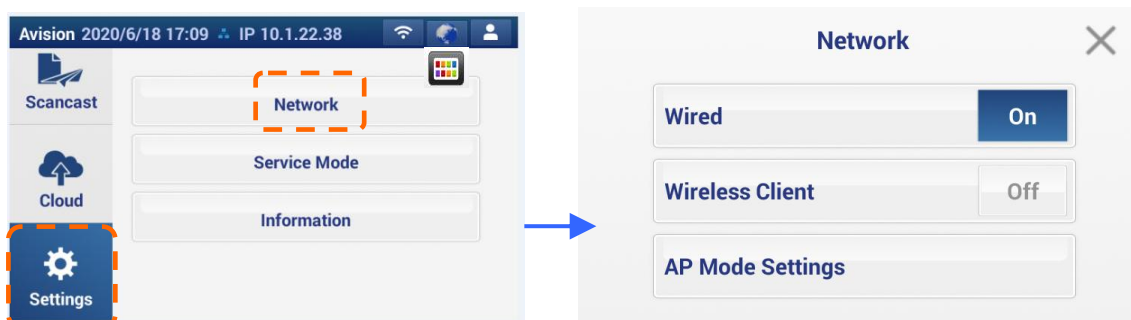 Avision 2020/6/18 17:09 IP 10.1.22.38
Scancast
Cloud
Settings
Network
Service Mode
Information
Network
Wired On
Wireless Client Off
AP Mode Settings